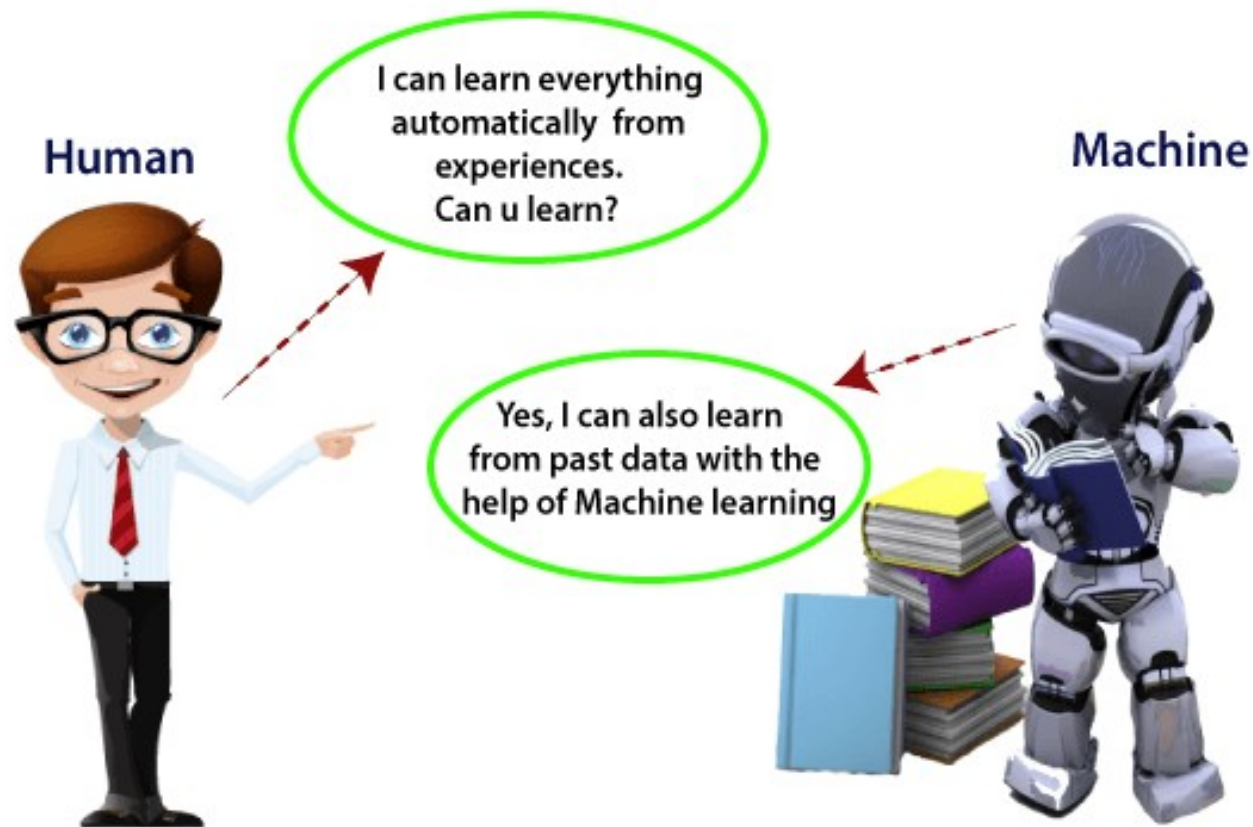 Human
I can learn everything
automatically from
experiences.
Can u learn?
Machine
Yes, I can also learn
from past data with the
help of Machine learning